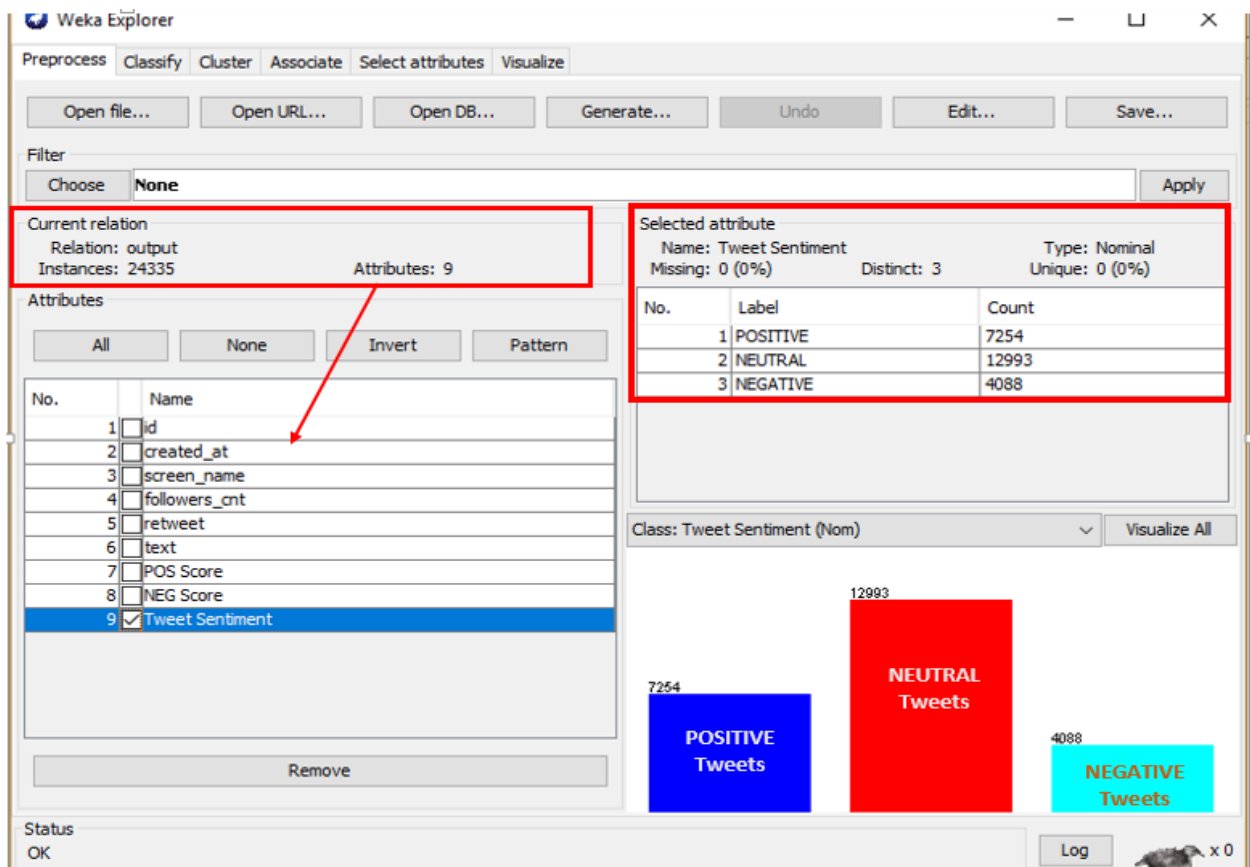 Weka Explorer
Preprocess Classify Cluster Associate Select attributes Visualize
Open file... Open URL... Open DB... Generate... Undo Edit... Save...
Filter
Choose None Apply
Current relation
Relation: output
Instances: 24335 Attributes: 9
Attributes
All None Invert Pattern
No. Name
1 id
2 created_at
3 screen_name
4 followers_cnt
5 retweet
6 text
7 POS Score
8 NEG Score
9 Tweet Sentiment
Remove
Selected attribute
Name: Tweet Sentiment Type: Nominal
Missing: 0 (0%) Distinct: 3 Unique: 0 (0%)
No. Label Count
1 POSITIVE 7254
2 NEUTRAL 12993
3 NEGATIVE 4088
Class: Tweet Sentiment (Nom) Visualize All
12993
NEUTRAL
Tweets
7254
POSITIVE
Tweets
4088
NEGATIVE
Tweets
Status
OK
Log x 0